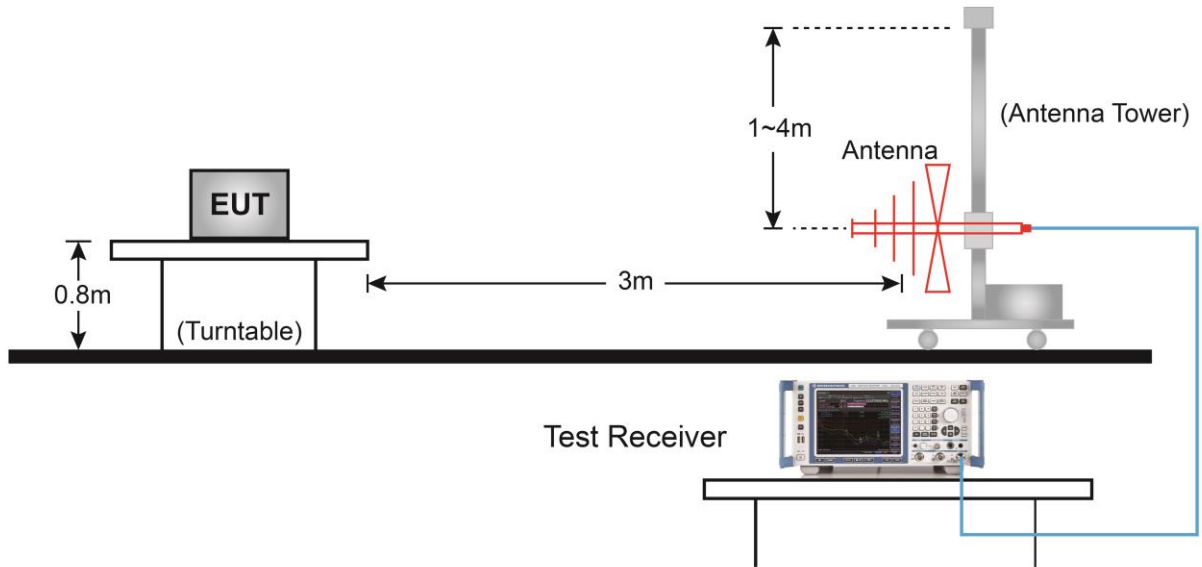 1~4m
(Antenna Tower)
Antenna
EUT
0.8m
3m
(Turntable)
Test Receiver